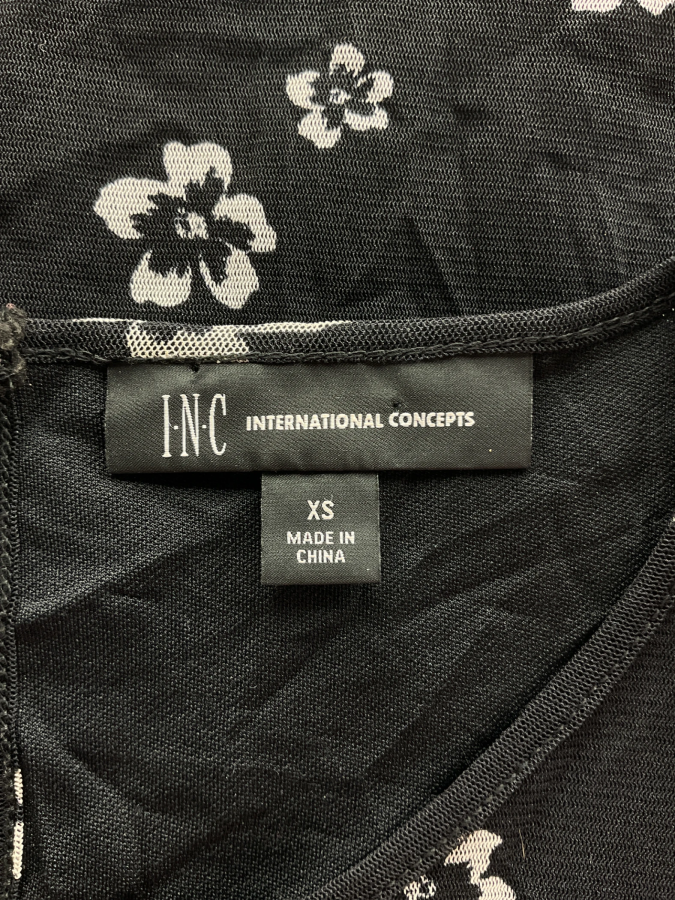 I·N·C INTERNATIONAL CONCEPTS
XS
MADE IN
CHINA